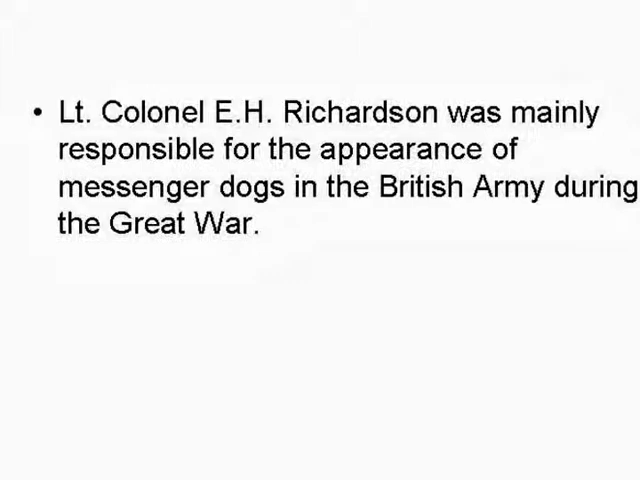 • Lt. Colonel E.H. Richardson was mainly
responsible for the appearance of
messenger dogs in the British Army during
the Great War.